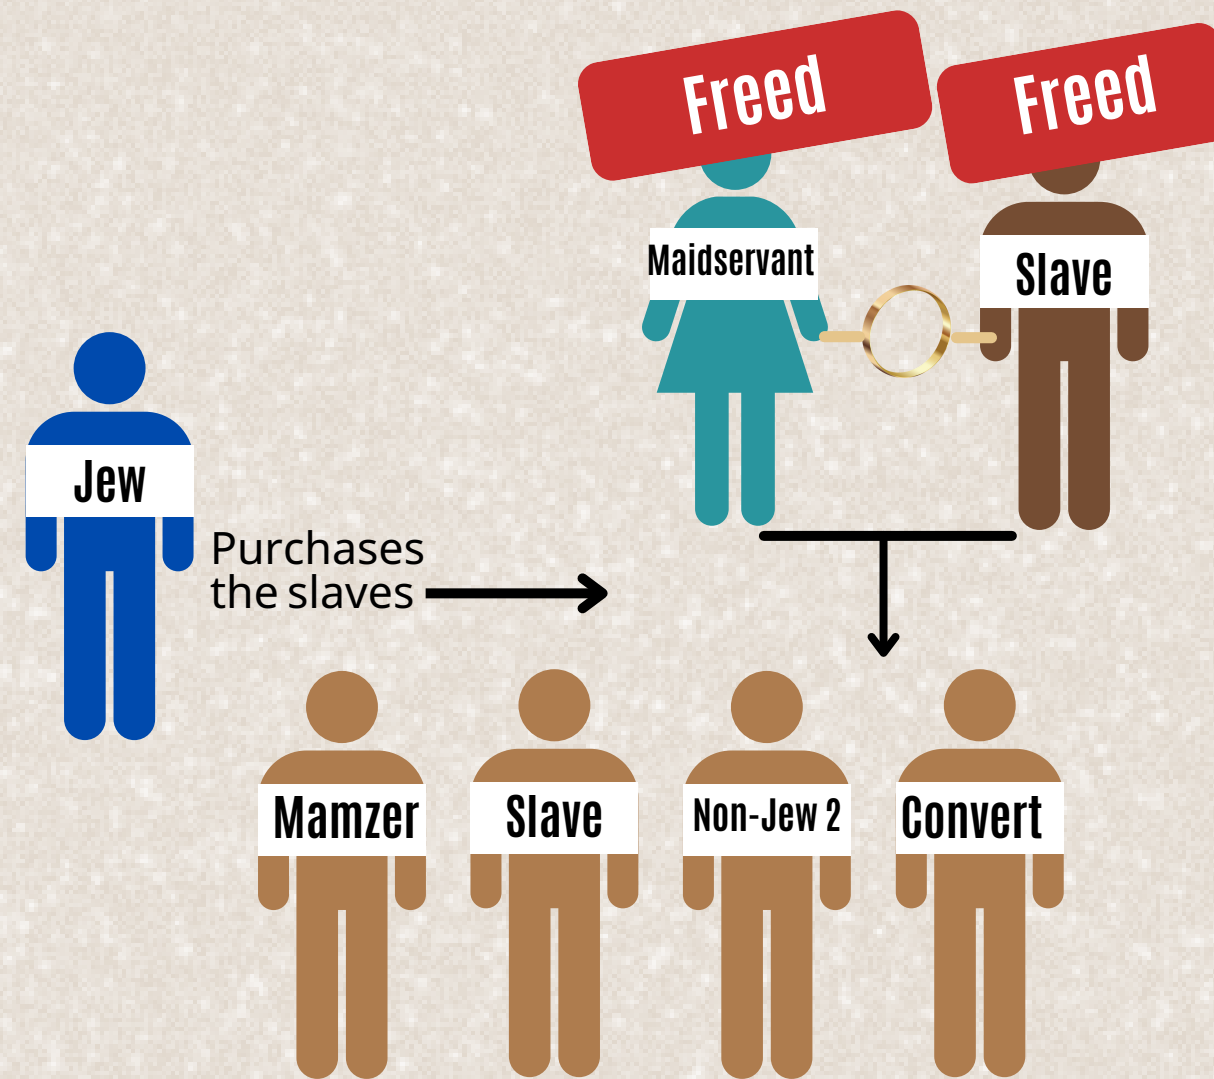 Freed
Freed
Maidservant
Slave
Jew
Purchases
the slaves
Mamzer
Slave
Non-Jew 2
Convert